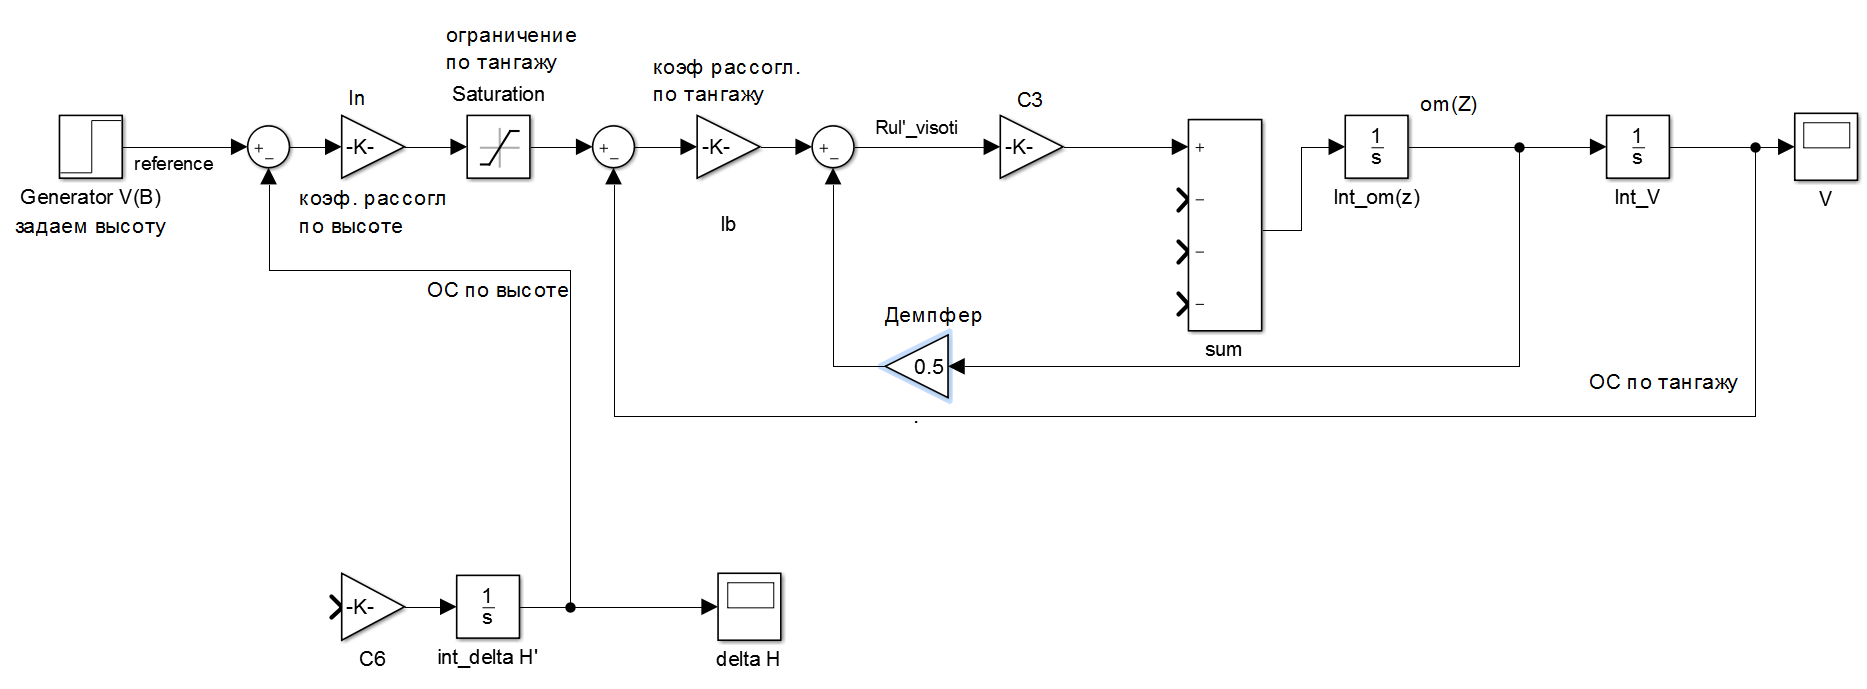 ограничение
по тангажу
Saturation
коэф рассогл.
по тангажу
In
C3
om(Z)
+
−
-K-
+
−
-K-
+
−
Rul'_visoti
-K-
+
−
−
−
1
s
1
s
reference
Generator V(B)
задаем высоту
коэф. рассогл
по высоте
Ib
Int_om(z)
Int_V
V
ОС по высоте
Демпфер
0.5
sum
ОС по тангажу
.
-K-
1
s
C6
int_delta H'
delta H